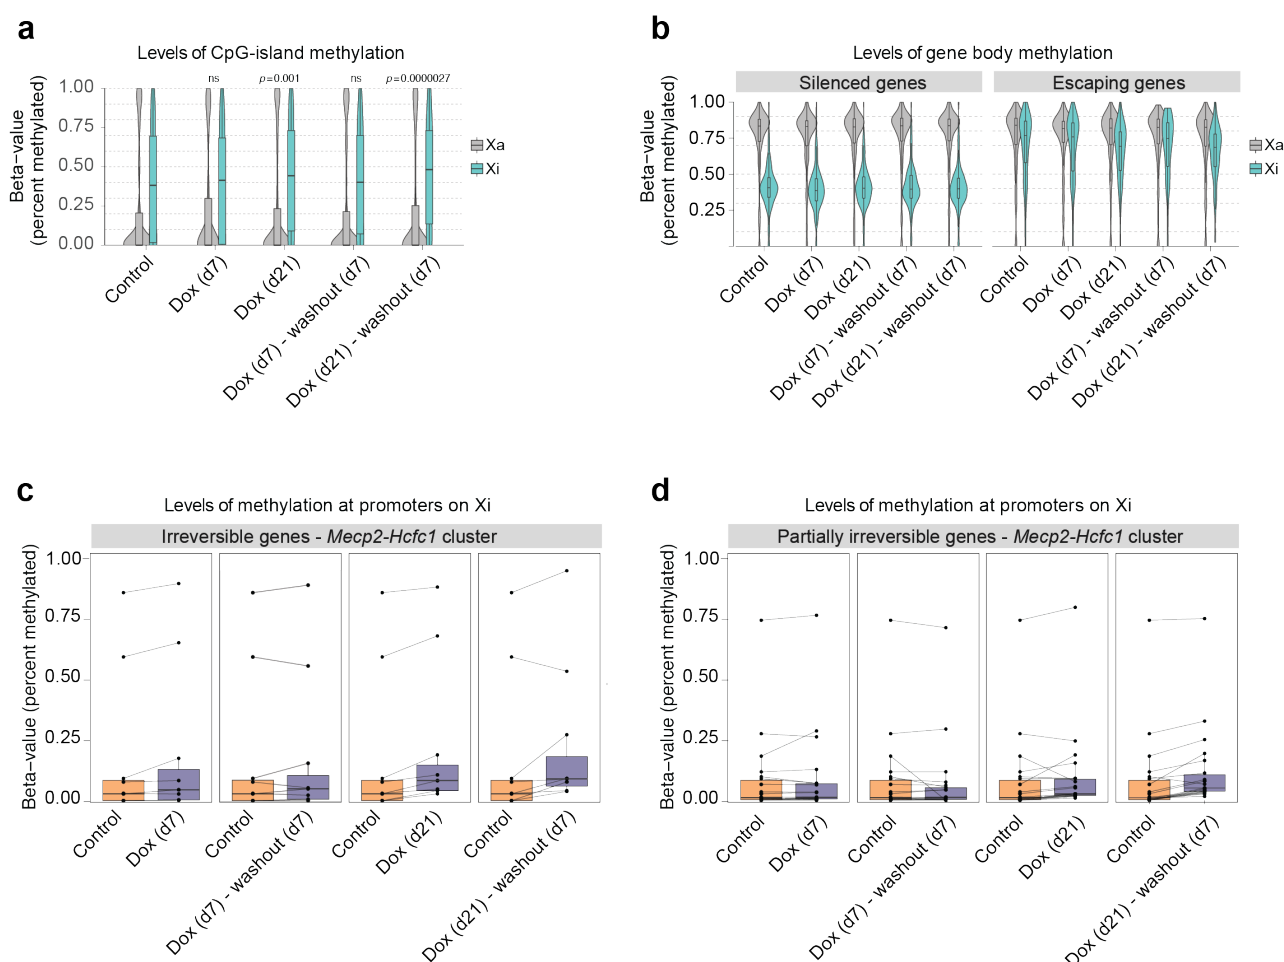 a
Levels of CpG-island methylation
ns
p=0.001
ns
p=0.0000027
Beta-value
(percent methylated)
1.00
0.75
0.50
0.25
0.00
Xa
Xi
Control
Dox (d7)
Dox (d21)
Dox (d7) - washout (d7)
Dox (d21) - washout (d7)
b
Levels of gene body methylation
Silenced genes
Escaping genes
Beta-value
(percent methylated)
1.00
0.75
0.50
0.25
Xa
Xi
Control
Dox (d7)
Dox (d21)
Dox (d7) - washout (d7)
Dox (d21) - washout (d7)
Control
Dox (d7)
Dox (d21)
Dox (d7) - washout (d7)
Dox (d21) - washout (d7)
c
Levels of methylation at promoters on Xi
Irreversible genes - Mecp2-Hcfc1 cluster
Beta-value (percent methylated)
1.00
0.75
0.50
0.25
0.00
Control
Dox (d7)
Control
Dox (d7) - washout (d7)
Control
Dox (d21)
Control
Dox (d21) - washout (d7)
d
Levels of methylation at promoters on Xi
Partially irreversible genes - Mecp2-Hcfc1 cluster
Beta-value (percent methylated)
1.00
0.75
0.50
0.25
0.00
Control
Dox (d7)
Control
Dox (d7) - washout (d7)
Control
Dox (d21)
Control
Dox (d21) - washout (d7)